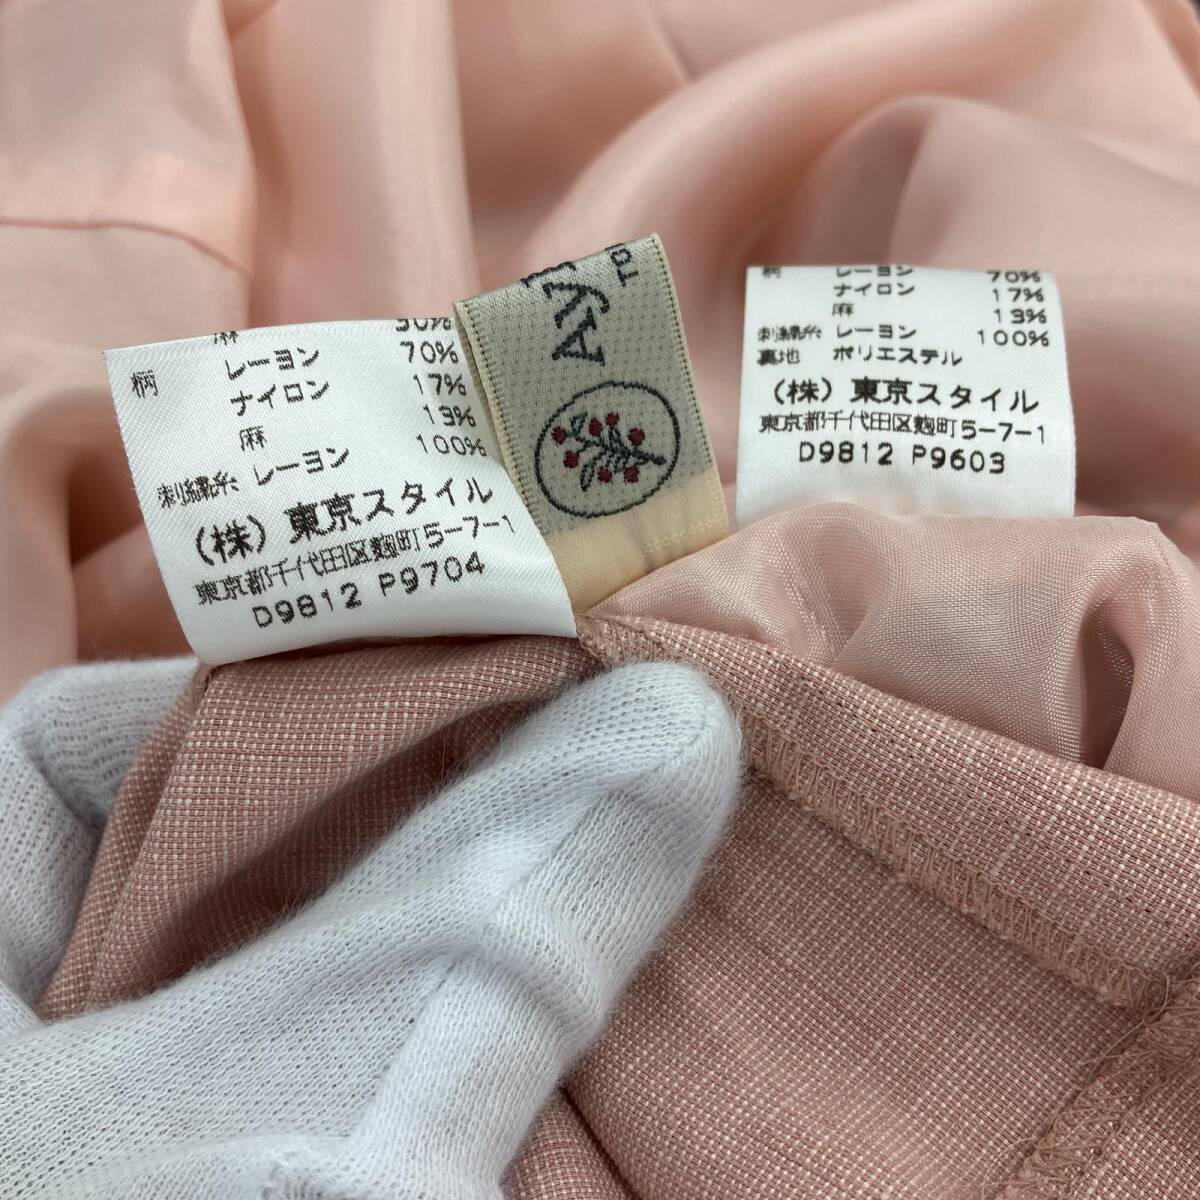 麻 30%
柄 レーヨン 70%
ナイロン 17%
麻 13%
刺繍糸 レーヨン 100%
(株) 東京スタイル
東京都千代田区麹町5-7-1
D9812 P9704
柄 レーヨン 70%
ナイロン 17%
麻 13%
刺繍糸 レーヨン 100%
裏地 ポリエステル
(株) 東京スタイル
東京都千代田区麹町5-7-1
D9812 P9603